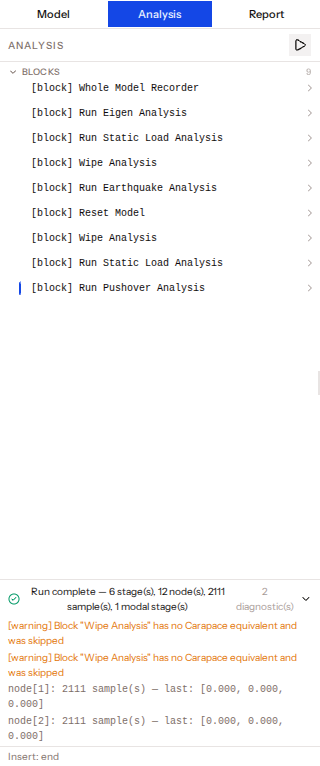 Model Analysis Report
ANALYSIS
BLOCKS 9
[block] Whole Model Recorder
[block] Run Eigen Analysis
[block] Run Static Load Analysis
[block] Wipe Analysis
[block] Run Earthquake Analysis
[block] Reset Model
[block] Wipe Analysis
[block] Run Static Load Analysis
[block] Run Pushover Analysis
Run complete — 6 stage(s), 12 node(s), 2111 2
sample(s), 1 modal stage(s) diagnostic(s)
[warning] Block "Wipe Analysis" has no Carapace equivalent and
was skipped
[warning] Block "Wipe Analysis" has no Carapace equivalent and
was skipped
node[1]: 2111 sample(s) — last: [0.000, 0.000,
0.000]
node[2]: 2111 sample(s) — last: [0.000, 0.000,
0.000]
Insert: end